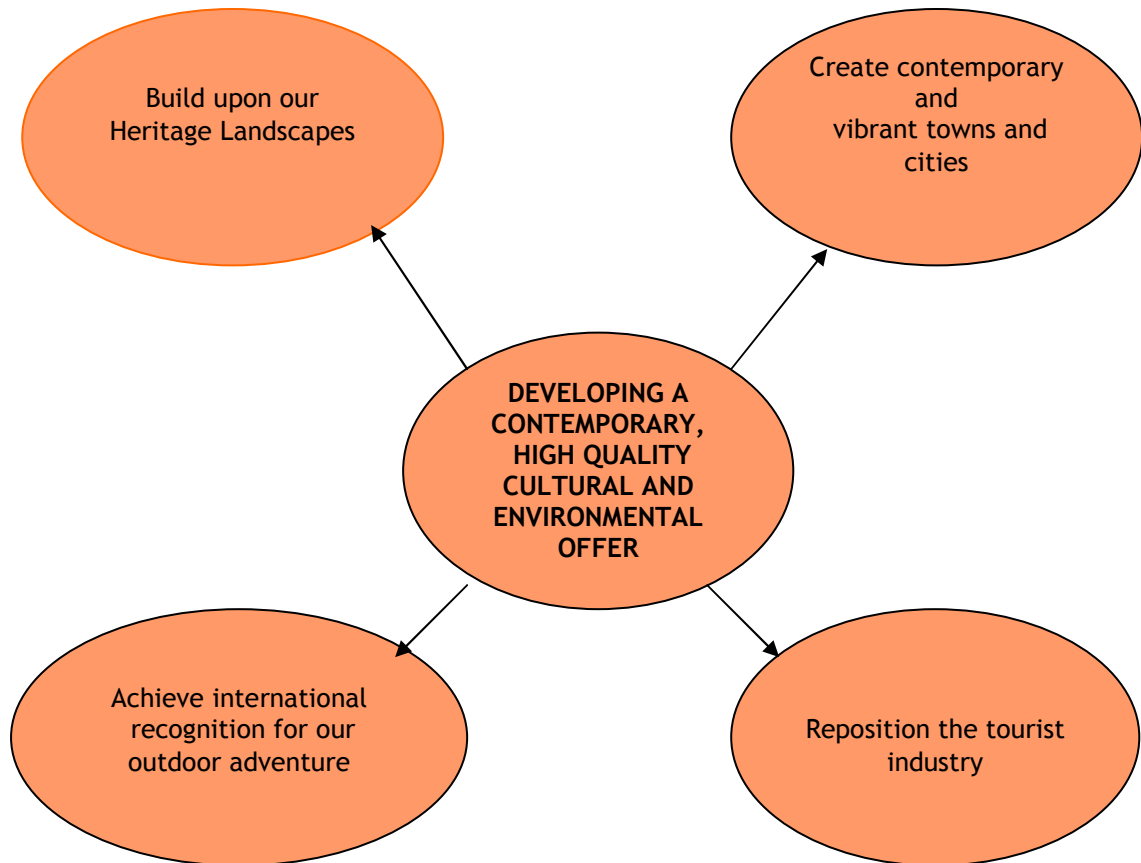 Build upon our
Heritage Landscapes
Create contemporary
and
vibrant towns and
cities
DEVELOPING A
CONTEMPORARY,
HIGH QUALITY
CULTURAL AND
ENVIRONMENTAL
OFFER
Achieve international
recognition for our
outdoor adventure
Reposition the tourist
industry